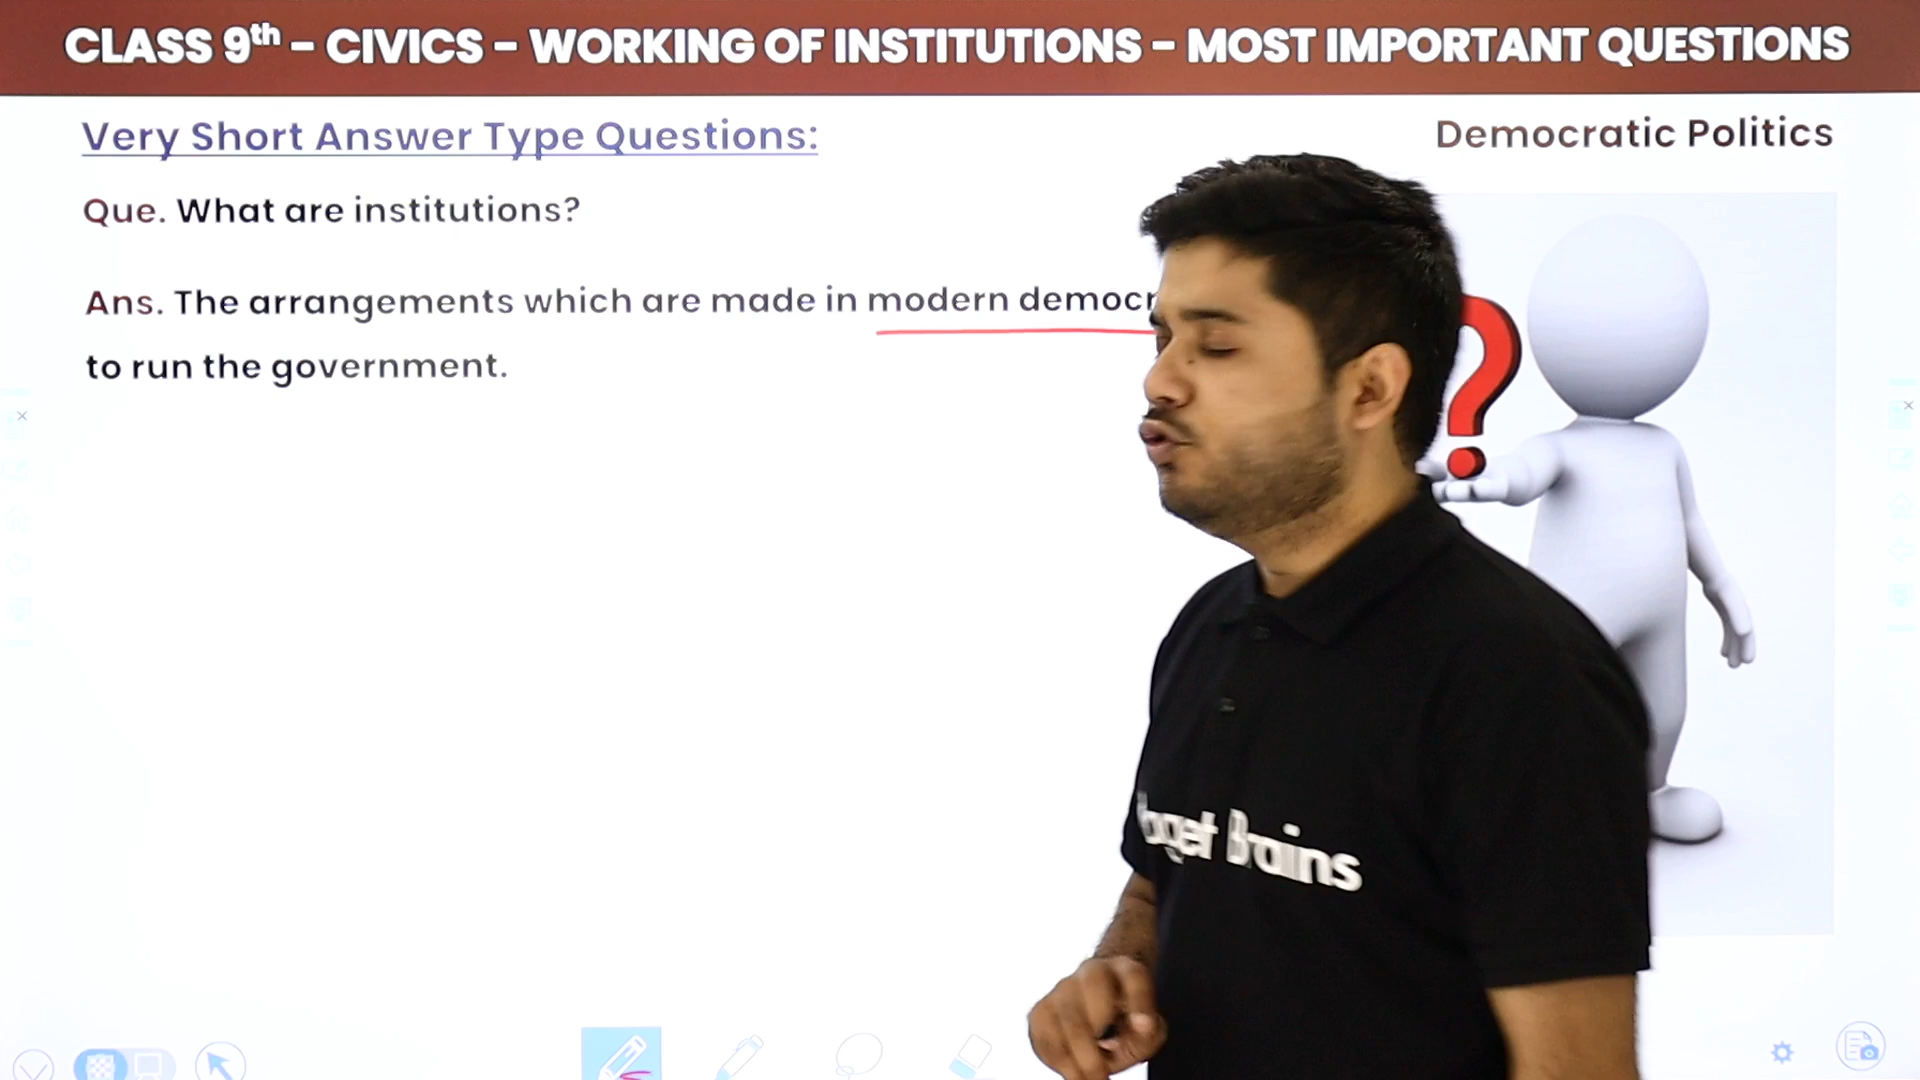 CLASS 9th – CIVICS – WORKING OF INSTITUTIONS – MOST IMPORTANT QUESTIONS
Very Short Answer Type Questions:
Democratic Politics
Que. What are institutions?
Ans. The arrangements which are made in modern
to run the government.
?
Brains